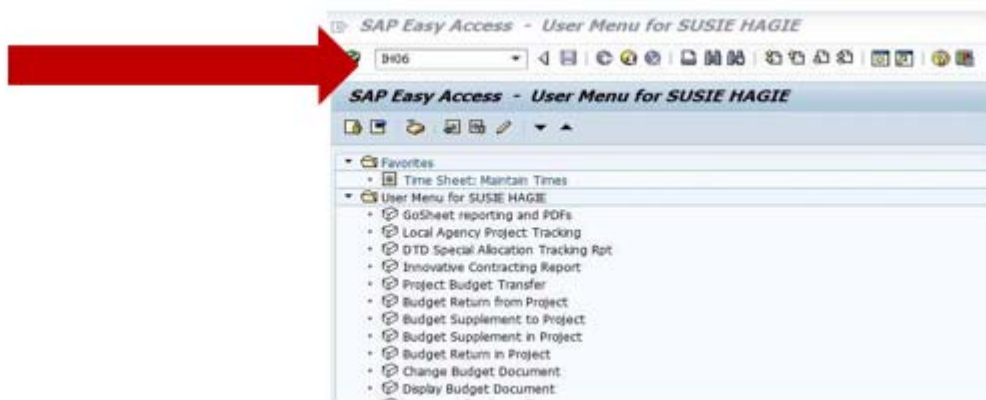 SAP Easy Access - User Menu for SUSIE HAGIE
IH06
SAP Easy Access - User Menu for SUSIE HAGIE
Favorites
Time Sheet: Maintain Times
User Menu for SUSIE HAGIE
GoSheet reporting and PDFs
Local Agency Project Tracking
DTD Special Allocation Tracking Rpt
Innovative Contracting Report
Project Budget Transfer
Budget Return from Project
Budget Supplement to Project
Budget Supplement in Project
Budget Return in Project
Change Budget Document
Display Budget Document